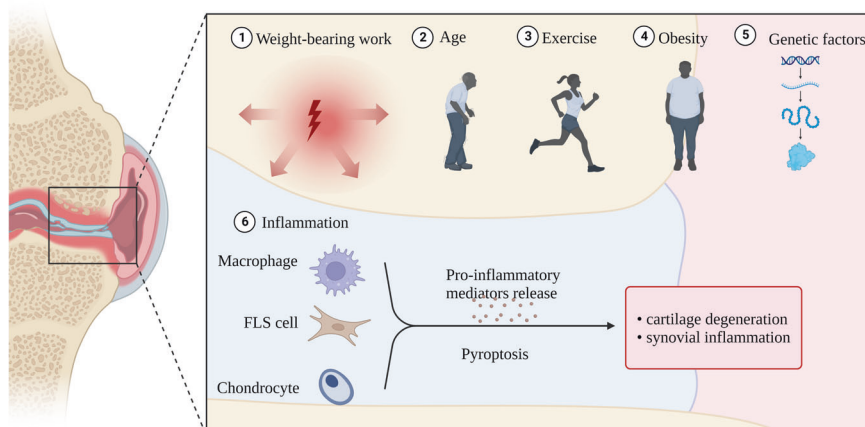 1 Weight-bearing work
2 Age
3 Exercise
4 Obesity
5 Genetic factors
6 Inflammation
Macrophage
FLS cell
Chondrocyte
Pro-inflammatory
mediators release
Pyroptosis
• cartilage degeneration
• synovial inflammation